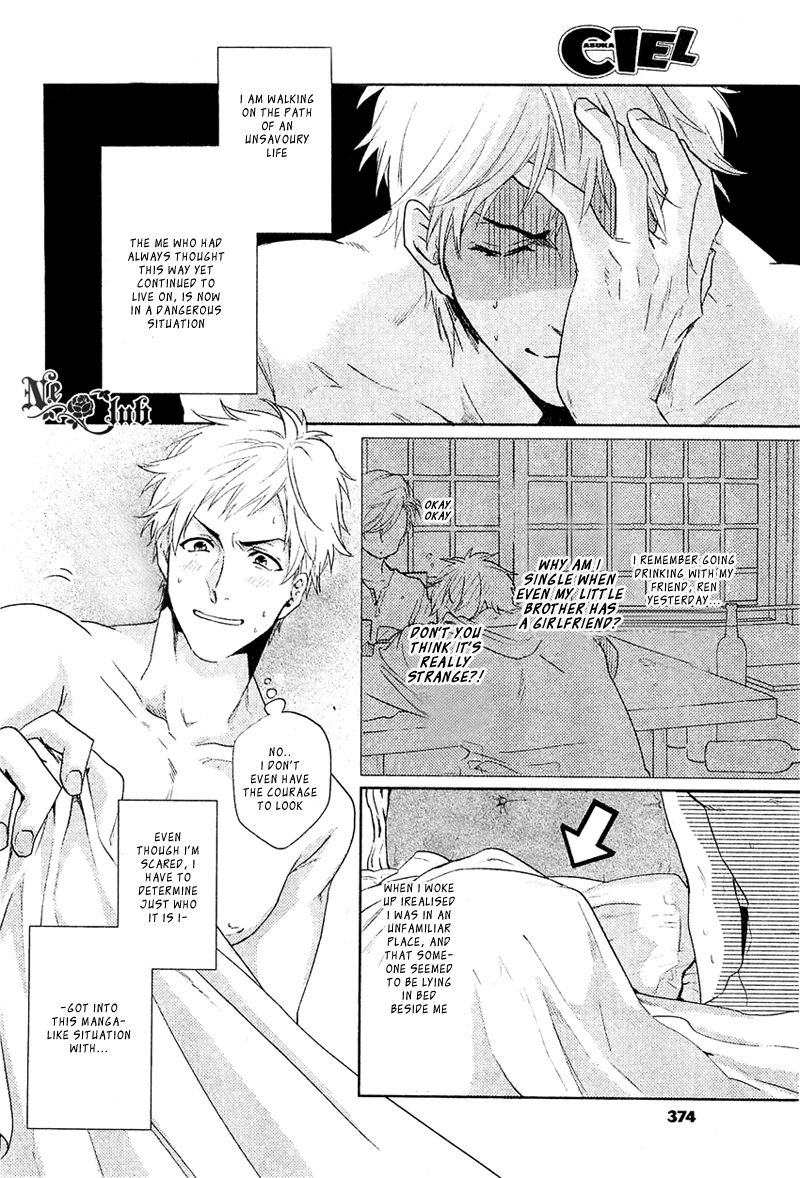 ASUKA
CIEL
I AM WALKING
ON THE PATH
OF AN
UNSAVOURY
LIFE
THE ME WHO HAD
ALWAYS THOUGHT
THIS WAY YET
CONTINUED TO
LIVE ON, IS NOW
IN A DANGEROUS
SITUATION
Ne Club
I REMEMBER GOING
DRINKING WITH MY
FRIEND, REN
YESTERDAY...
WHY AM I
SINGLE WHEN
EVEN MY LITTLE
BROTHER HAS
A GIRLFRIEND?
OKAY
OKAY
DON'T YOU
THINK IT'S
REALLY
STRANGE?!
WHEN I WOKE
UP IREALISED
I WAS IN AN
UNFAMILIAR
PLACE, AND
THAT SOME-
ONE SEEMED
TO BE LYING
IN BED
BESIDE ME
NO..
I DON'T
EVEN HAVE
THE COURAGE
TO LOOK
EVEN
THOUGH I'M
SCARED, I
HAVE TO
DETERMINE
JUST WHO
IT IS I-
-GOT INTO
THIS MANGA-
LIKE SITUATION
WITH...
374